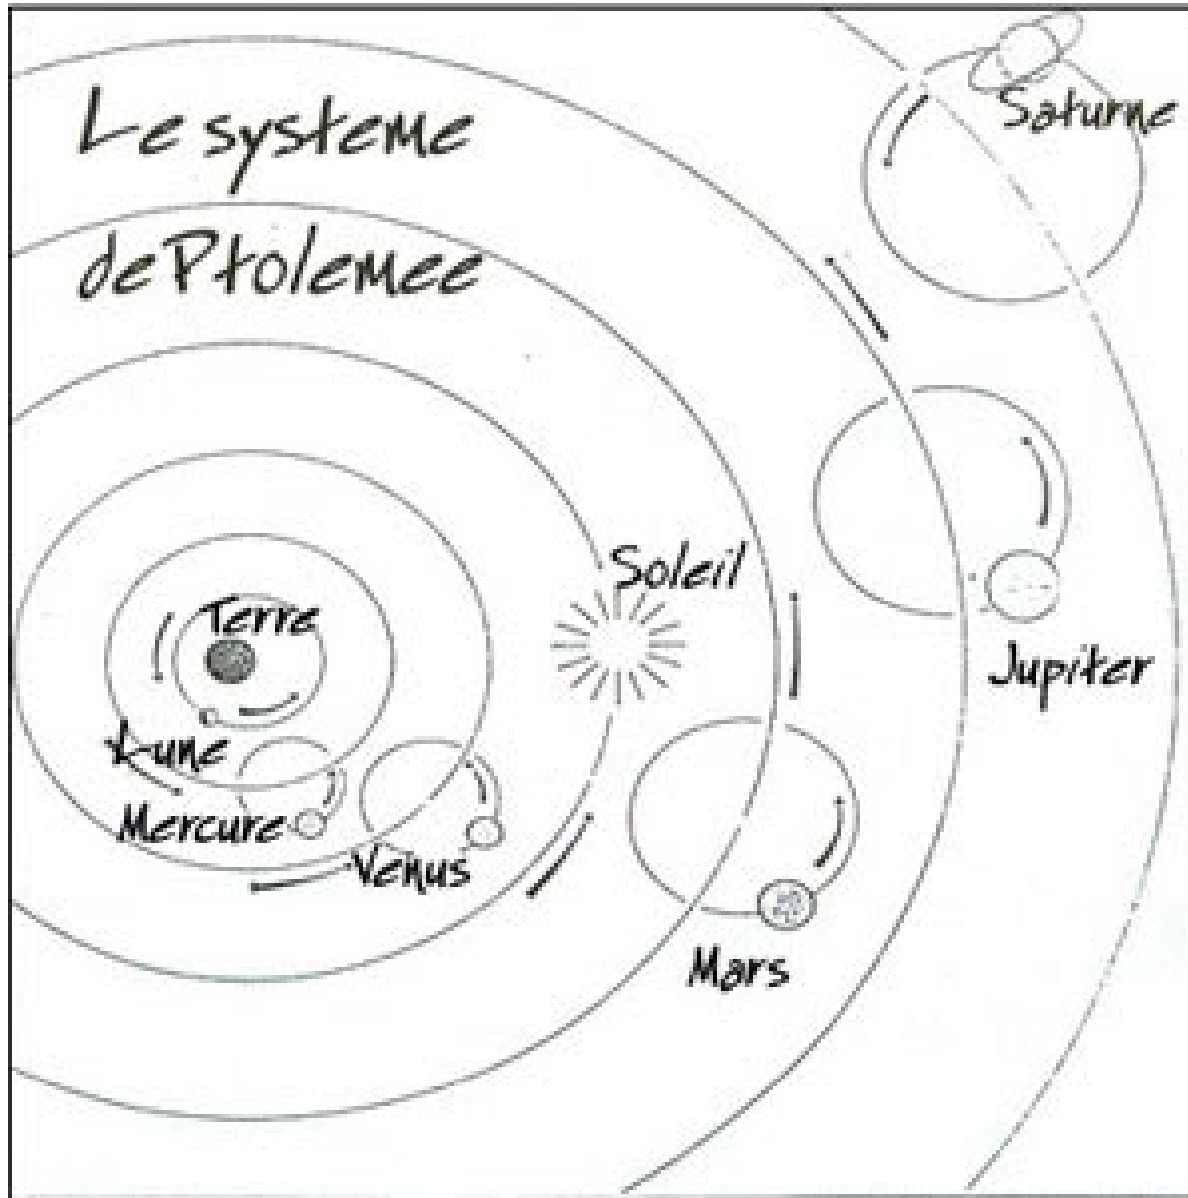 Le systeme
de Ptolemee
Saturne
Soleil
Terre
Jupiter
Lune
Mercure
Venus
Mars